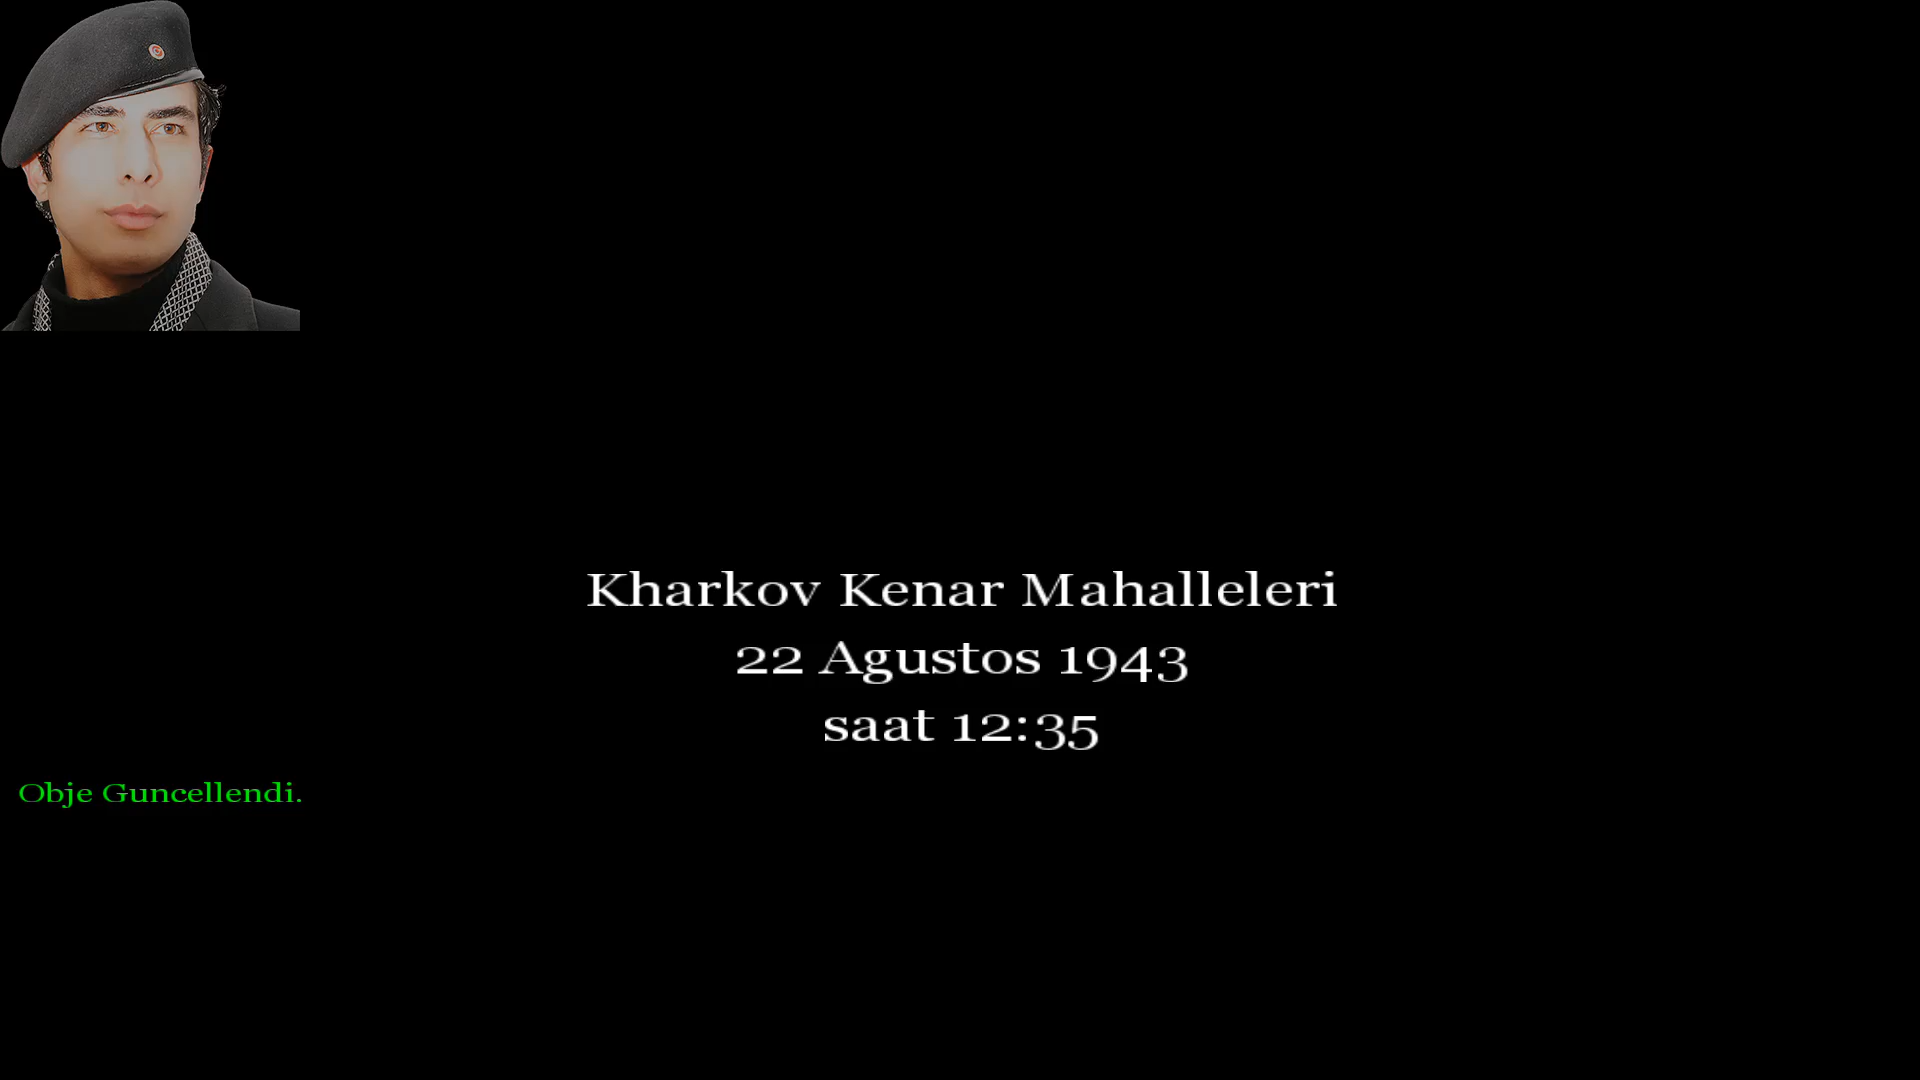 Kharkov Kenar Mahalleleri
22 Agustos 1943
saat 12:35
Obje Guncellendi.